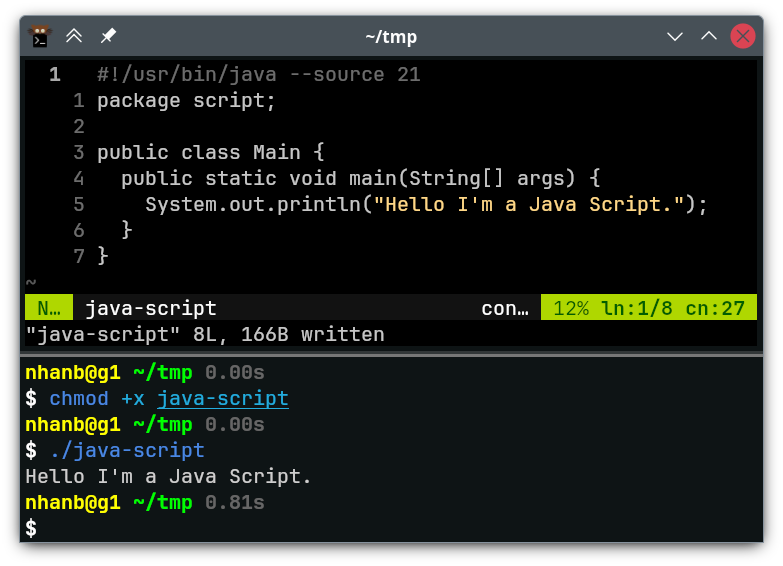 ~/tmp
1 #!/usr/bin/java --source 21
1 package script;
2
3 public class Main {
4 public static void main(String[] args) {
5 System.out.println("Hello I'm a Java Script.");
6 }
7 }
~
N… java-script con… 12% ln:1/8 cn:27
"java-script" 8L, 166B written
nhanb@g1 ~/tmp 0.00s
$ chmod +x java-script
nhanb@g1 ~/tmp 0.00s
$ ./java-script
Hello I'm a Java Script.
nhanb@g1 ~/tmp 0.81s
$